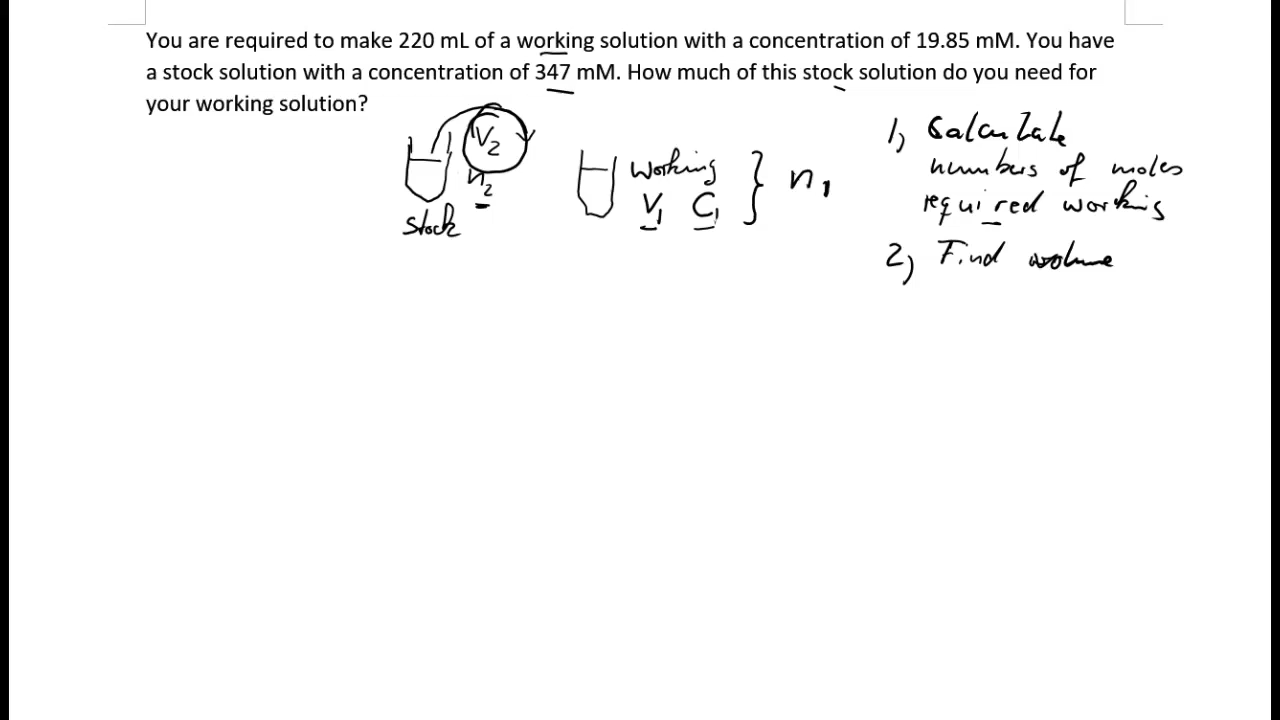 You are required to make 220 mL of a working solution with a concentration of 19.85 mM. You have
a stock solution with a concentration of 347 mM. How much of this stock solution do you need for
your working solution?
V2
n2
stock
working
V1 C1
n1
1) Calculate
numbers of moles
required working
2) Find volume